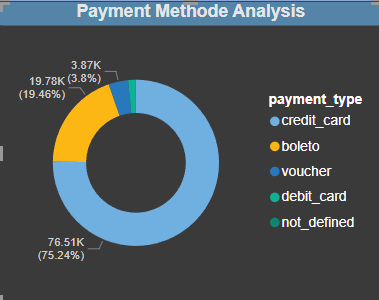 Payment Methode Analysis
3.87K
(3.8%)
19.78K
(19.46%)
76.51K
(75.24%)
payment_type
credit_card
boleto
voucher
debit_card
not_defined